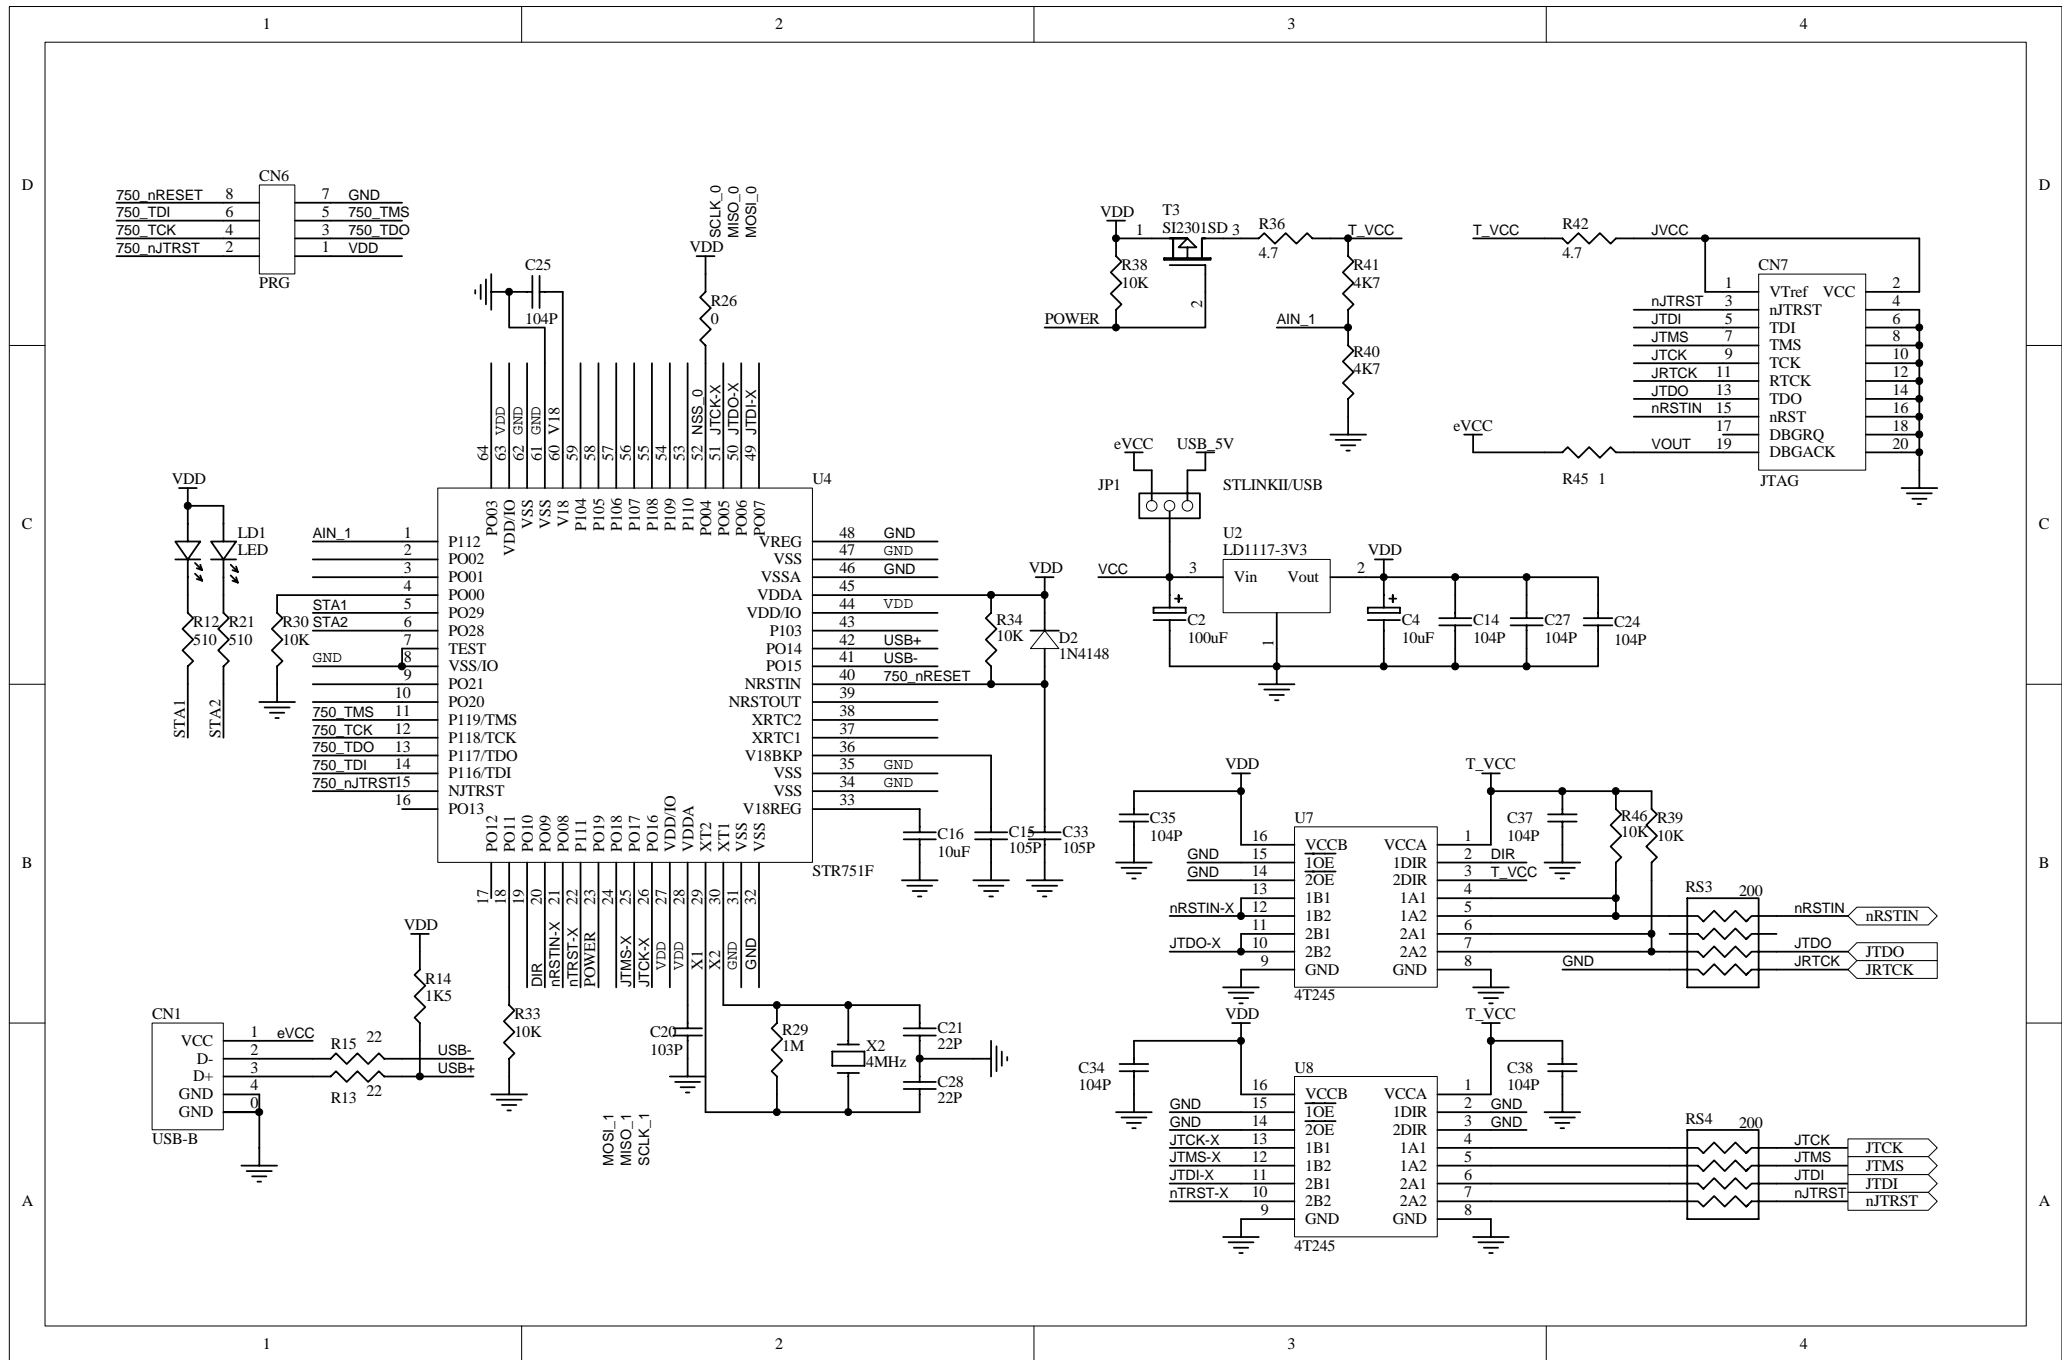 1 2 3 4
D D
C C
B B
A A
1 2 3 4
CN6
750_nRESET 8 7 GND
750_TDI 6 5 750_TMS
750_TCK 4 3 750_TDO
750_nJTRST 2 1 VDD
PRG
SCLK_0
MISO_0
MOSI_0
VDD
R26
0
C25
104P
VDD
LD1
LED
R12
510
R21
510
STA1
STA2
R30
10K
U4
STR751F
64 PO03
63 VDD VDD/IO
62 GND VSS
61 GND VSS
60 V18 V18
59 P104
58 P105
57 P106
56 P107
55 P108
54 P109
53 P110
52 NSS_0 PO04
51 JTCK-X PO05
50 JTDO-X PO06
49 JTDI-X PO07
AIN_1 1 P112
2 PO02
3 PO01
4 PO00
STA1 5 PO29
STA2 6 PO28
7 TEST
GND 8 VSS/IO
9 PO21
10 PO20
750_TMS 11 P119/TMS
750_TCK 12 P118/TCK
750_TDO 13 P117/TDO
750_TDI 14 P116/TDI
750_nJTRST 15 NJTRST
16 PO13
VREG 48 GND
VSS 47 GND
VSSA 46 GND
VDDA 45
VDD/IO 44 VDD
P103 43
PO14 42 USB+
PO15 41 USB-
NRSTIN 40 750_nRESET
NRSTOUT 39
XRTC2 38
XRTC1 37
V18BKP 36
VSS 35 GND
VSS 34 GND
V18REG 33
PO12 17
PO11 18
PO10 19
PO09 20 DIR
PO08 21 nRSTIN-X
P111 22 nTRST-X
PO19 23 POWER
PO18 24
PO17 25 JTMS-X
PO16 26 JTCK-X
VDD/IO 27 VDD
VDDA 28 VDD
XT2 29 X1
XT1 30 X2
VSS 31 GND
VSS 32 GND
VDD
R34
10K
D2
1N4148
C16
10uF
C15
105P
C33
105P
VDD
R14
1K5
R33
10K
CN1
VCC 1 eVCC
D- 2 R15 22 USB-
D+ 3 R13 22 USB+
GND 4
GND 0
USB-B
C20
103P
R29
1M
X2
4MHz
C21
22P
C28
22P
MOSI_1
MISO_1
SCLK_1
VDD
T3
SI2301SD
1 3
2
R38
10K
POWER
R36
4.7
T_VCC
R41
4K7
AIN_1
R40
4K7
T_VCC R42 4.7 JVCC
CN7
1 VTref VCC 2
nJTRST 3 nJTRST 4
JTDI 5 TDI 6
JTMS 7 TMS 8
JTCK 9 TCK 10
JRTCK 11 RTCK 12
JTDO 13 TDO 14
nRSTIN 15 nRST 16
17 DBGRQ 18
VOUT 19 DBGACK 20
JTAG
eVCC
R45 1
eVCC USB_5V
JP1 STLINKII/USB
U2
LD1117-3V3
VCC 3 Vin Vout 2 VDD
1
C2
100uF
C4
10uF
C14
104P
C27
104P
C24
104P
VDD T_VCC
C35
104P
C37
104P
R46
10K
R39
10K
U7
16 VCCB VCCA 1
GND 15 1OE 1DIR 2 DIR
GND 14 2OE 2DIR 3 T_VCC
13 1B1 1A1 4
nRSTIN-X 12 1B2 1A2 5
11 2B1 2A1 6
JTDO-X 10 2B2 2A2 7
9 GND GND 8
4T245
RS3 200
nRSTIN nRSTIN
JTDO JTDO
GND JRTCK JRTCK
VDD T_VCC
C34
104P
C38
104P
U8
16 VCCB VCCA 1
GND 15 1OE 1DIR 2 GND
GND 14 2OE 2DIR 3 GND
JTCK-X 13 1B1 1A1 4
JTMS-X 12 1B2 1A2 5
JTDI-X 11 2B1 2A1 6
nTRST-X 10 2B2 2A2 7
9 GND GND 8
4T245
RS4 200
JTCK JTCK
JTMS JTMS
JTDI JTDI
nJTRST nJTRST